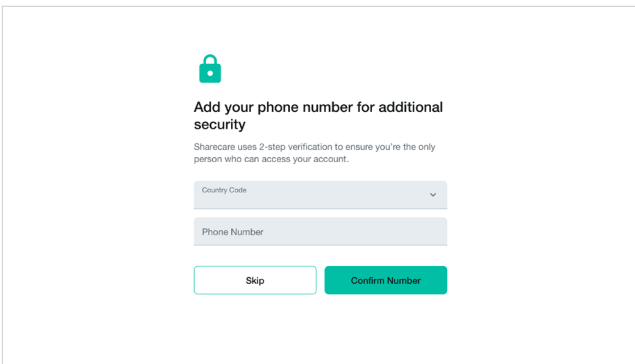 Add your phone number for additional
security
Sharecare uses 2-step verification to ensure you're the only
person who can access your account.
Country Code
Phone Number
Skip
Confirm Number